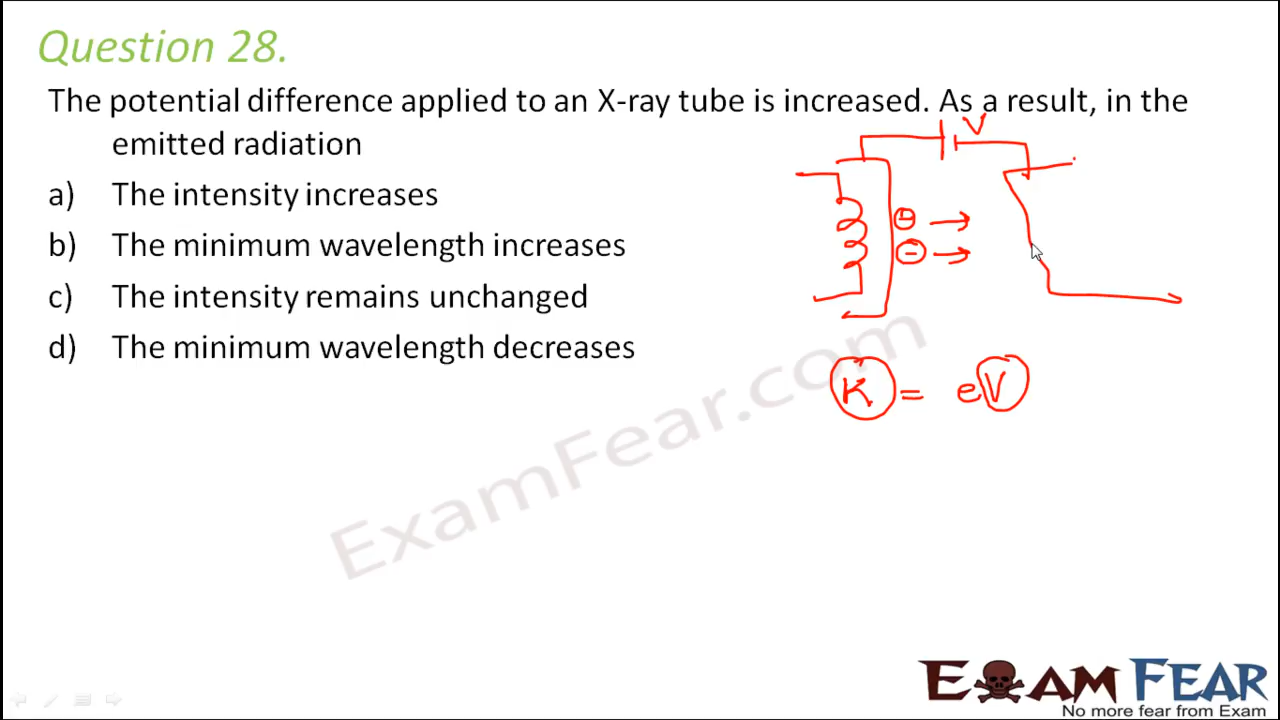 Question 28.
The potential difference applied to an X-ray tube is increased. As a result, in the
emitted radiation
V
a) The intensity increases
b) The minimum wavelength increases
c) The intensity remains unchanged
d) The minimum wavelength decreases
K = eV
ExamFear.com
EXAM FEAR
No more fear from Exam